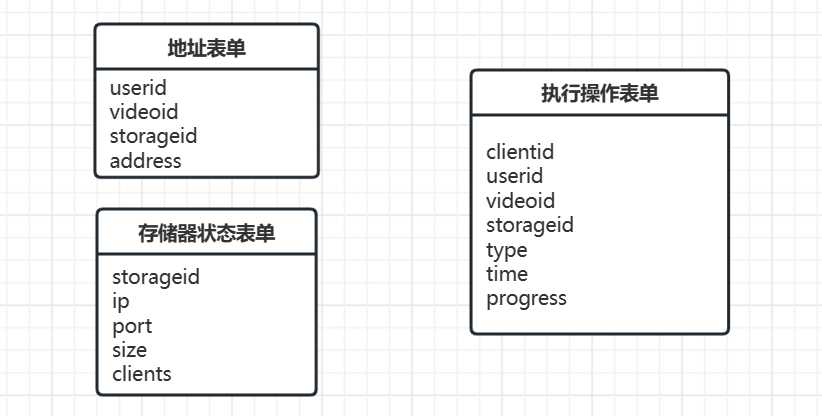 地址表单
userid
videoid
storageid
address
存储器状态表单
storageid
ip
port
size
clients
执行操作表单
clientid
userid
videoid
storageid
type
time
progress